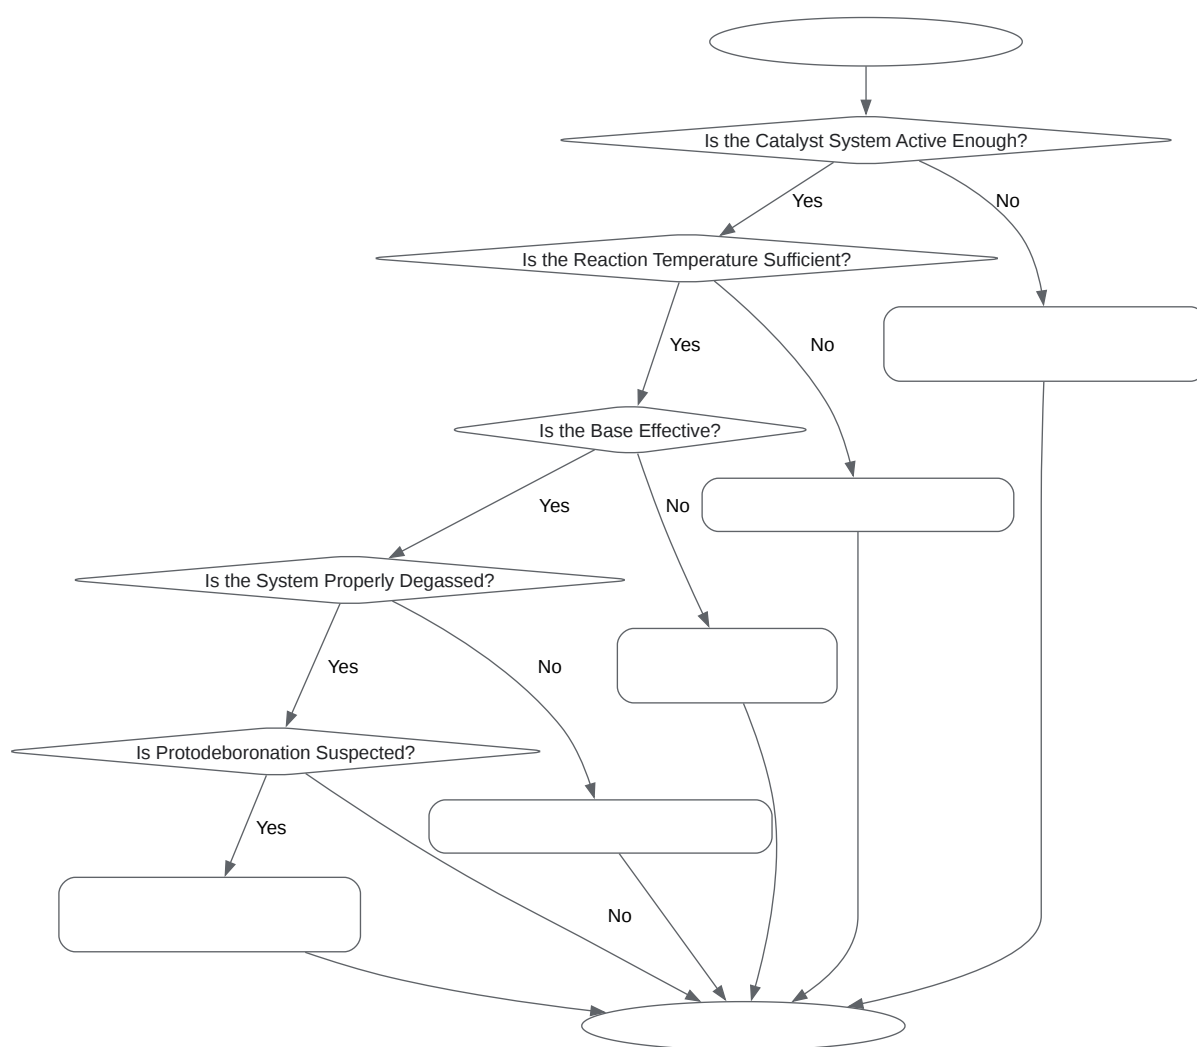 Is the Catalyst System Active Enough?
Yes
No
Is the Reaction Temperature Sufficient?
Yes
No
Is the Base Effective?
Yes
No
Is the System Properly Degassed?
Yes
No
Is Protodeboronation Suspected?
Yes
No